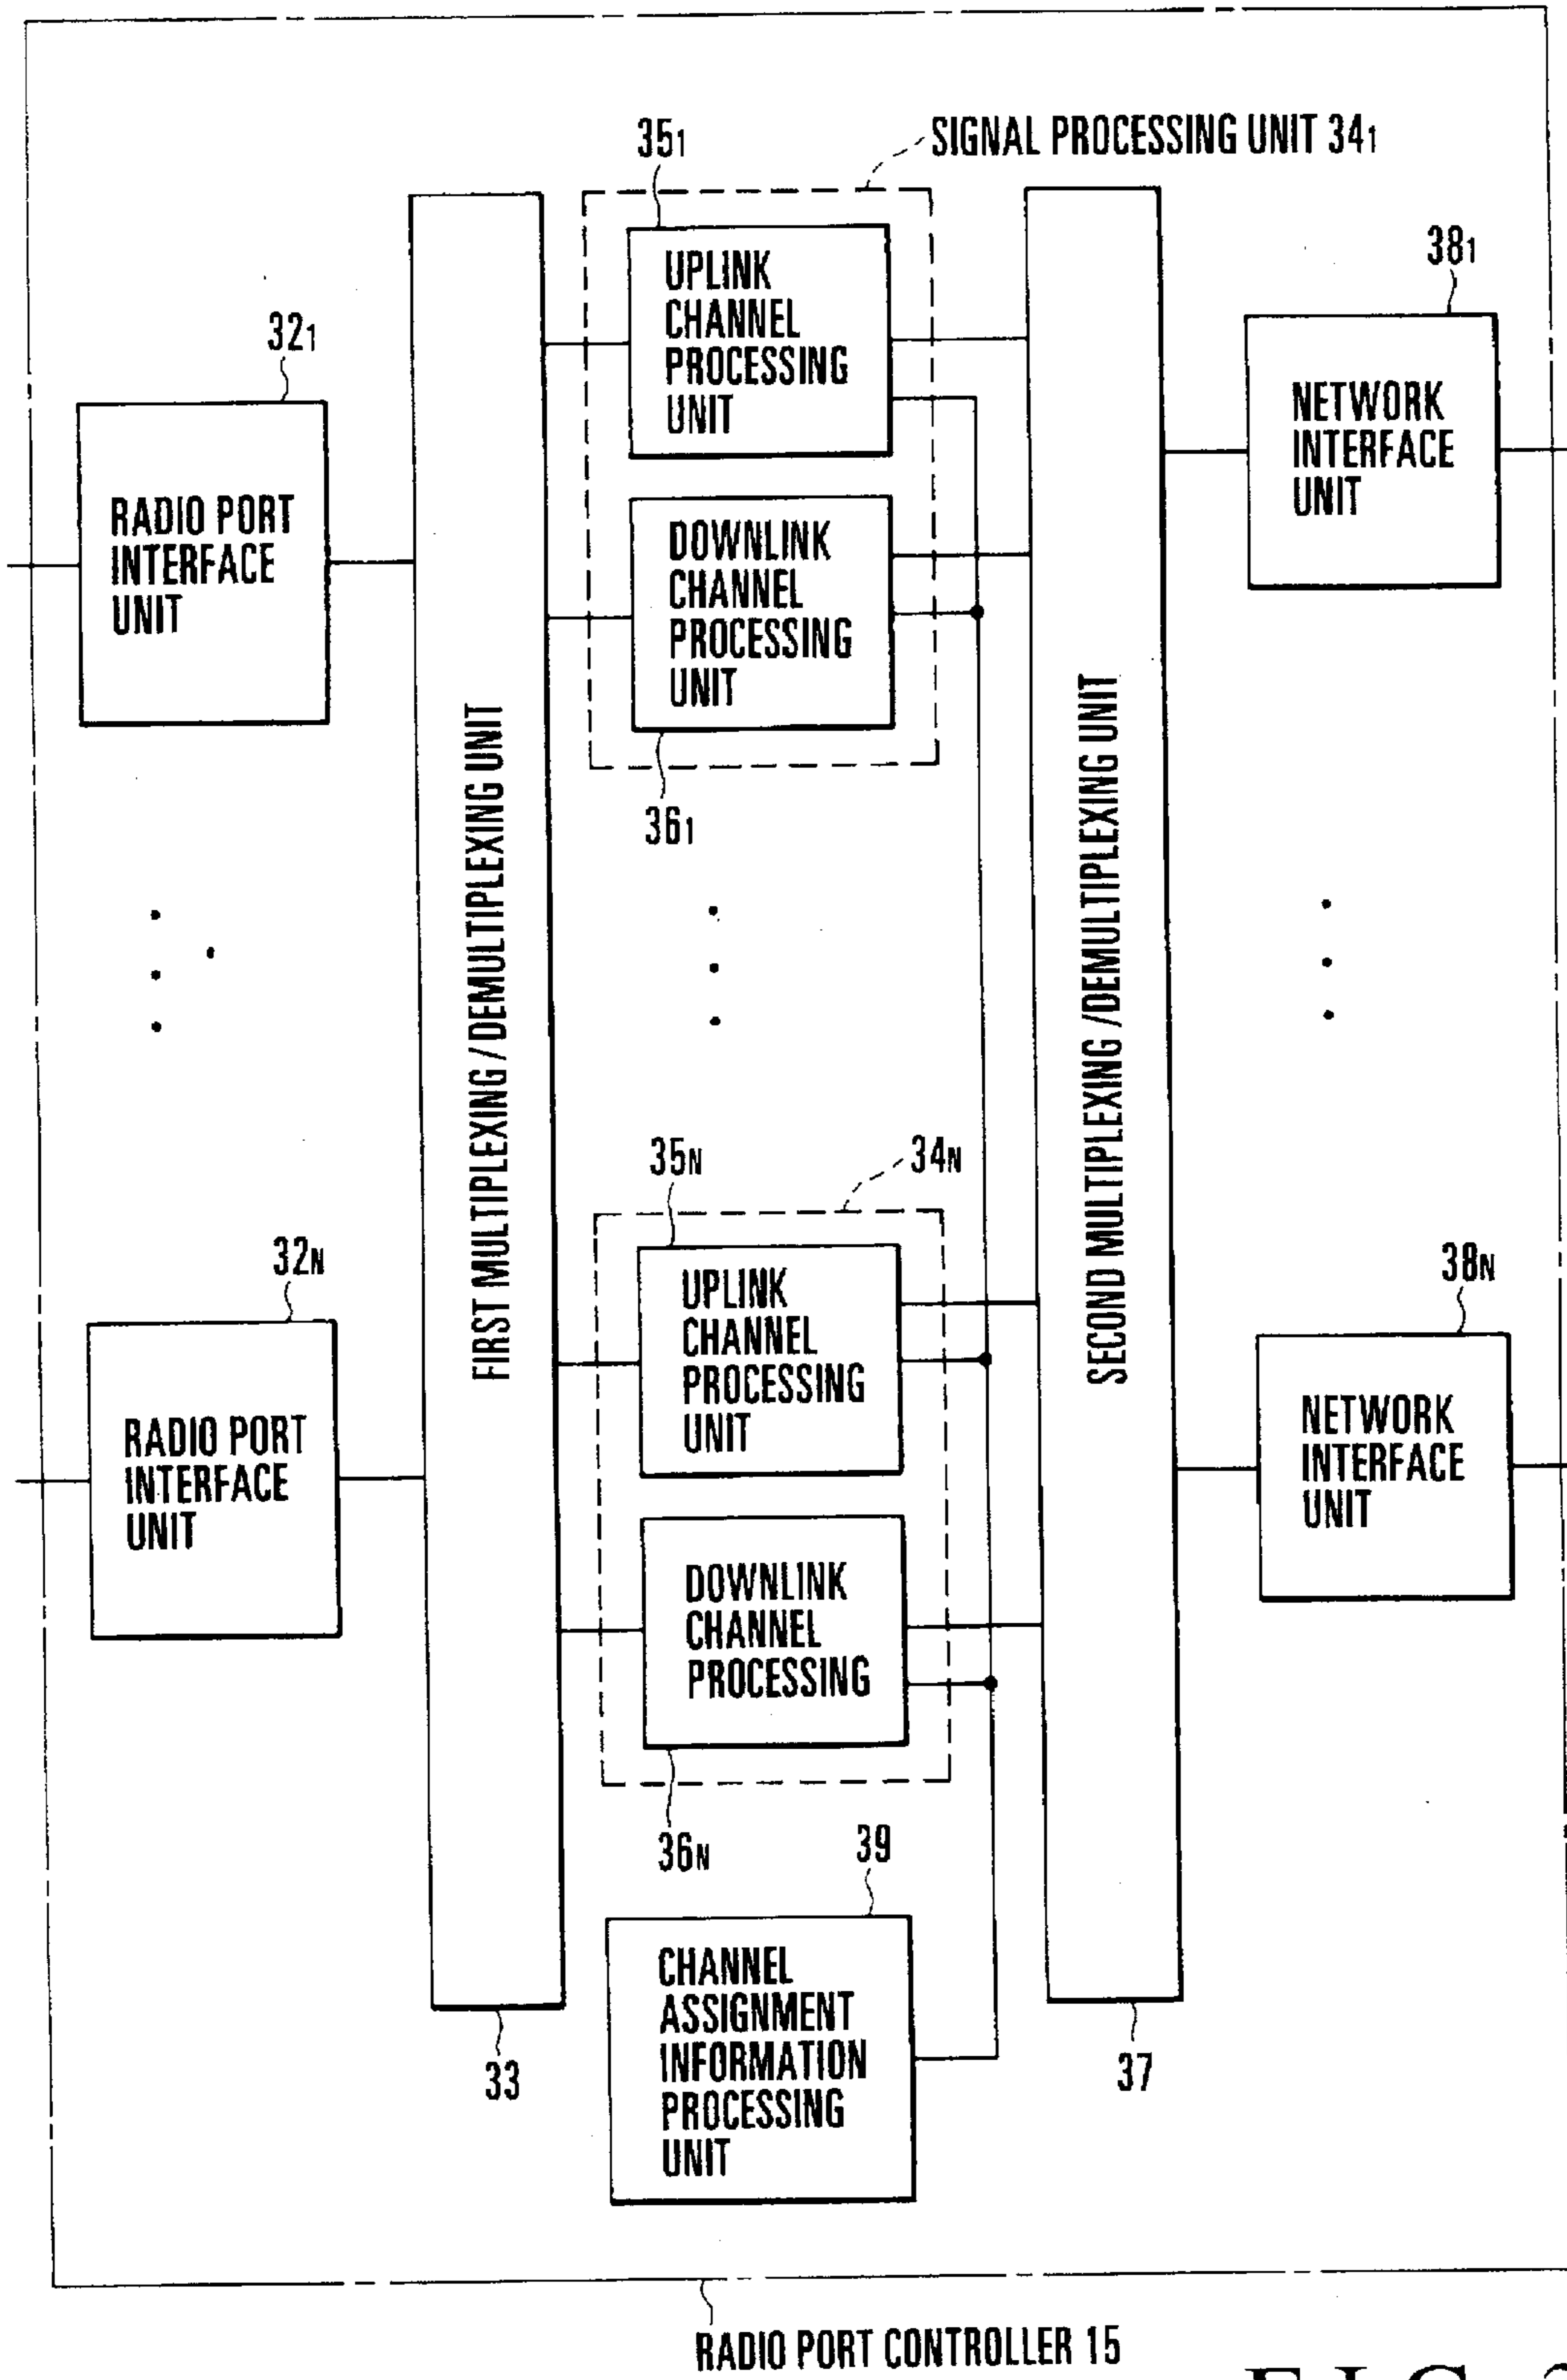 SIGNAL PROCESSING UNIT 34₁
35₁
UPLINK
CHANNEL
PROCESSING
UNIT
38₁
32₁
NETWORK
INTERFACE
UNIT
RADIO PORT
INTERFACE
UNIT
DOWNLINK
CHANNEL
PROCESSING
UNIT
36₁
FIRST MULTIPLEXING / DEMULTIPLEXING UNIT
SECOND MULTIPLEXING / DEMULTIPLEXING UNIT
35N
34N
32N
UPLINK
CHANNEL
PROCESSING
UNIT
38N
RADIO PORT
INTERFACE
UNIT
NETWORK
INTERFACE
UNIT
DOWNLINK
CHANNEL
PROCESSING
36N
39
CHANNEL
ASSIGNMENT
INFORMATION
PROCESSING
UNIT
33
37
RADIO PORT CONTROLLER 15